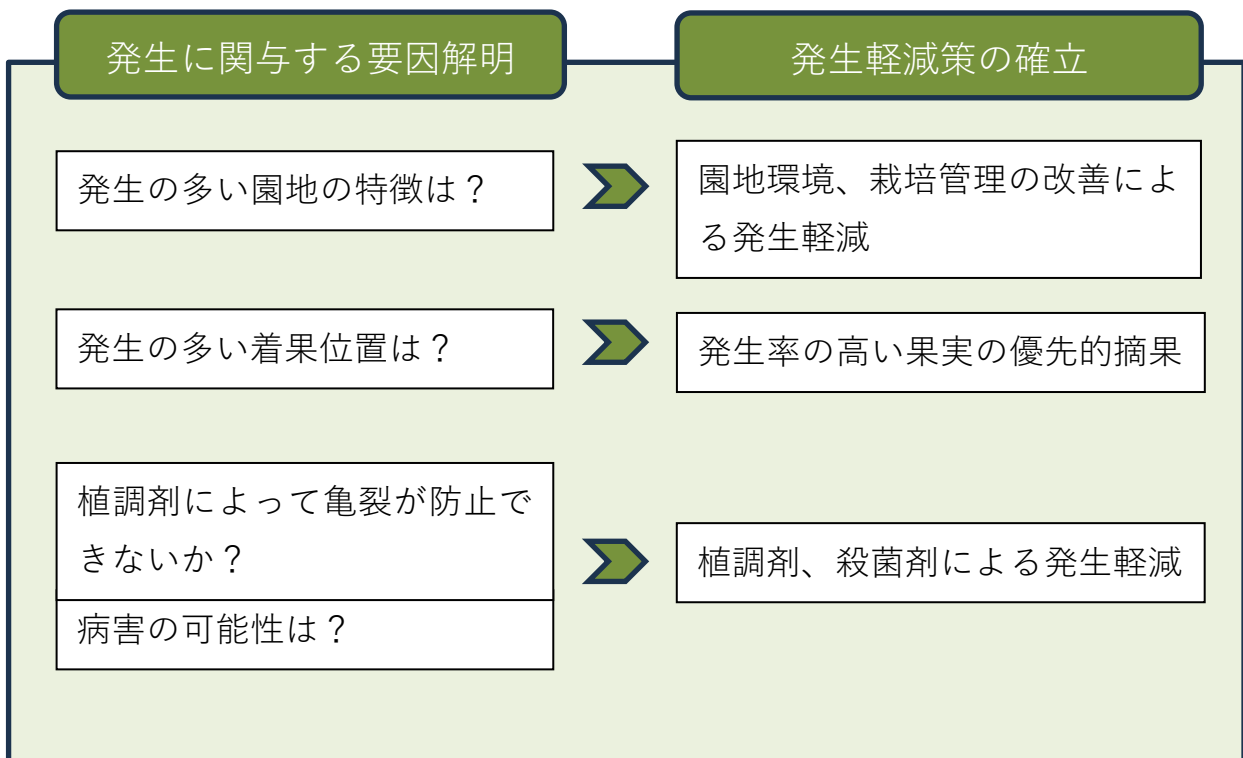 発生に関与する要因解明
発生軽減策の確立
発生の多い園地の特徴は？
園地環境、栽培管理の改善によ
る発生軽減
発生の多い着果位置は？
発生率の高い果実の優先的摘果
植調剤によって亀裂が防止で
きないか？
病害の可能性は？
植調剤、殺菌剤による発生軽減